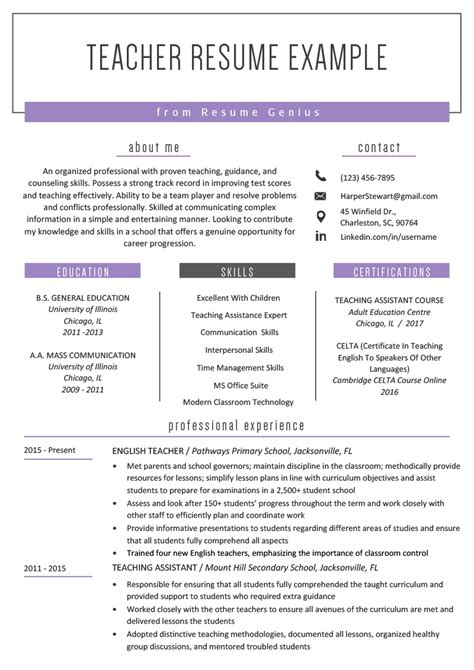 TEACHER RESUME EXAMPLE
from Resume Genius
about me
An organized professional with proven teaching, guidance, and
counseling skills. Possess a strong track record in improving test scores
and teaching effectively. Ability to be a team player and resolve problems
and conflicts professionally. Skilled at communicating complex
information in a simple and entertaining manner. Looking to contribute
my knowledge and skills in a school that offers a genuine opportunity for
career progression.
contact
(123) 456-7895
HarperStewart@gmail.com
45 Winfield Dr.,
Charleston, SC, 90764
in
Linkedin.com/in/username
EDUCATION
B.S. GENERAL EDUCATION
University of Illinois
Chicago, IL
2011 - 2013
A.A. MASS COMMUNICATION
University of Illinois
Chicago, IL
2009 - 2011
SKILLS
Excellent With Children
Teaching Assistance Expert
Communication Skills
Interpersonal Skills
Time Management Skills
MS Office Suite
Modern Classroom Technology
CERTIFICATIONS
TEACHING ASSISTANT COURSE
Adult Education Centre
Chicago, IL / 2017
CELTA (Certificate In Teaching
English To Speakers Of Other
Languages)
Cambridge CELTA Course Online
2016
professional experience
2015 - Present
ENGLISH TEACHER / Pathways Primary School, Jacksonville, FL
• Met parents and school governors; maintain discipline in the classroom; methodically provide
resources for lessons; simplify lesson plans in line with curriculum objectives and assist
students to prepare for examinations in a 2,500+ student school
• Assess and look after 150+ students' progress throughout the term and work closely with
other staff to efficiently plan and coordinate work
• Provide informative presentations to students regarding different areas of studies and ensure
that all students fully comprehend the classes
• Trained four new English teachers, emphasizing the importance of classroom control
2011 - 2015
TEACHING ASSISTANT / Mount Hill Secondary School, Jacksonville, FL
• Responsible for ensuring that all students fully comprehended the taught curriculum and
provided support to students who required extra assistance
• Worked closely with the other teachers to ensure that all outcomes of the curriculum are met
and delivered lessons to the students
• Adopted distinctive teaching methodologies, documented all lessons, and collaborated on